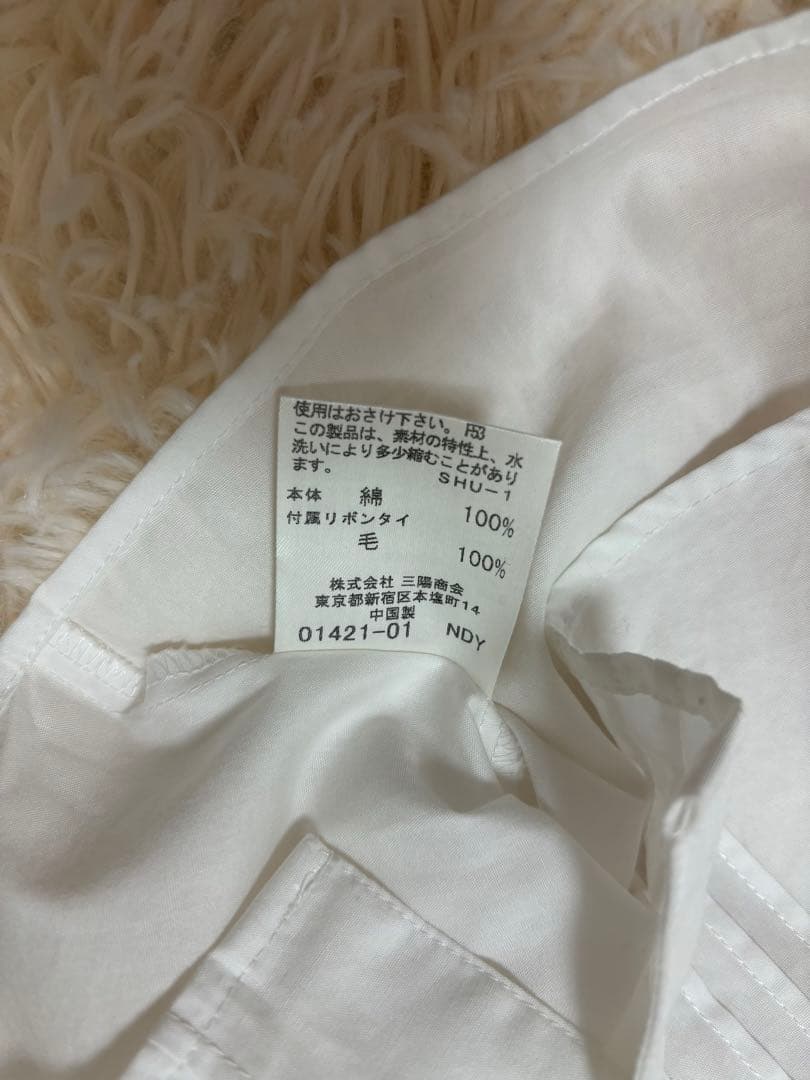 使用はおさけ下さい。 P53
この製品は、素材の特性上、水
洗いにより多少縮むことがあり
ます。 SHU-1
本体 綿 100%
付属リボンタイ
毛 100%
株式会社 三陽商会
東京都新宿区本塩町14
中国製
01421-01 NDY